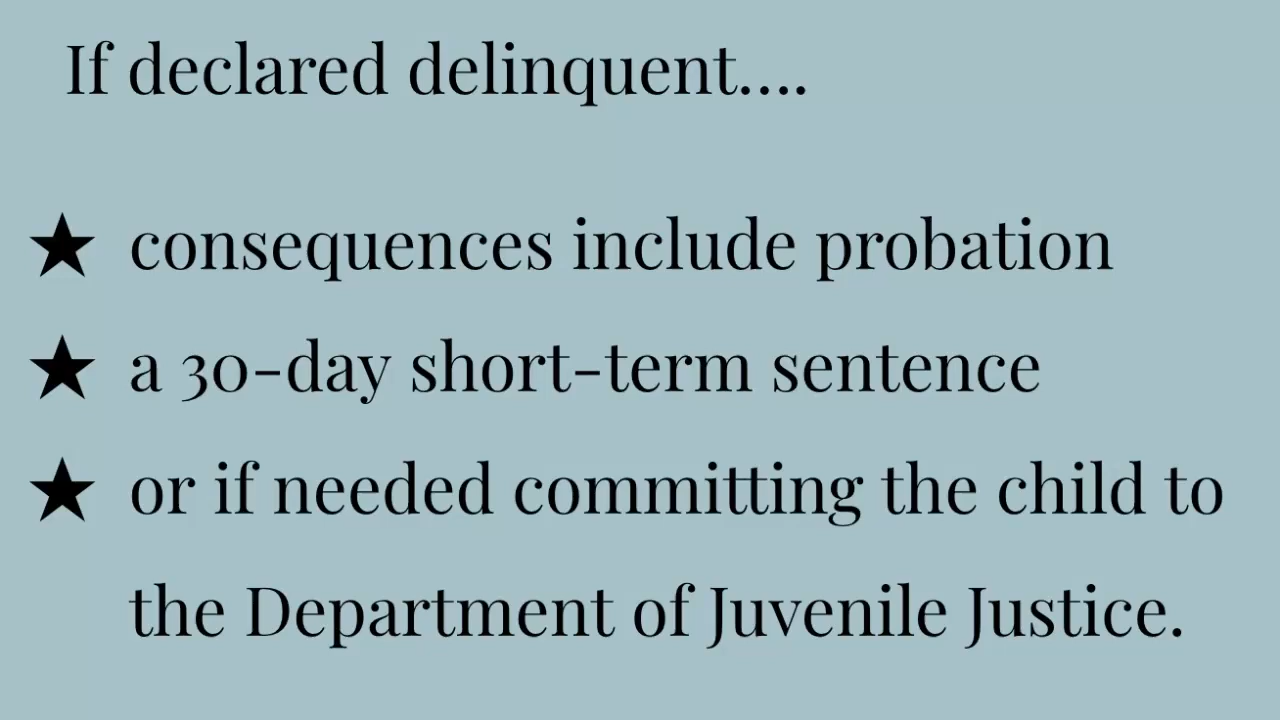 If declared delinquent....
★ consequences include probation
★ a 30-day short-term sentence
★ or if needed committing the child to
the Department of Juvenile Justice.